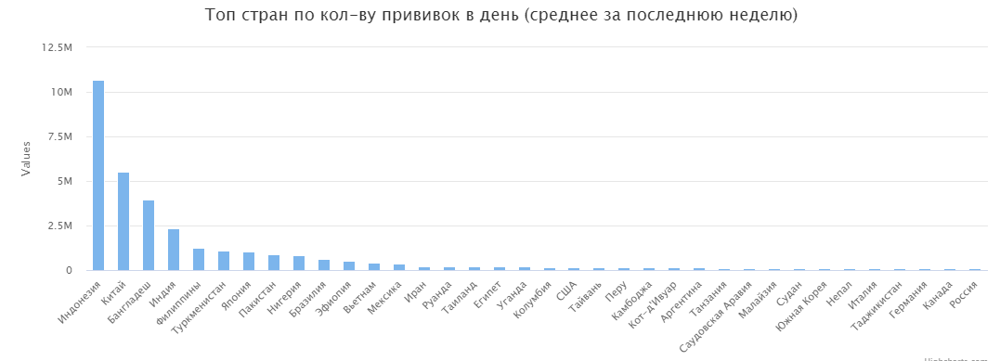 Топ стран по кол-ву прививок в день (среднее за последнюю неделю)
12.5M
10M
7.5M
5M
2.5M
0
Values
Индонезия
Китай
Бангладеш
Индия
Филиппины
Туркменистан
Япония
Пакистан
Нигерия
Бразилия
Эфиопия
Вьетнам
Мексика
Иран
Руанда
Таиланд
Египет
Уганда
Колумбия
США
Тайвань
Перу
Камбоджа
Кот-д'Ивуар
Аргентина
Танзания
Саудовская Аравия
Малайзия
Судан
Южная Корея
Непал
Италия
Таджикистан
Германия
Канада
Россия